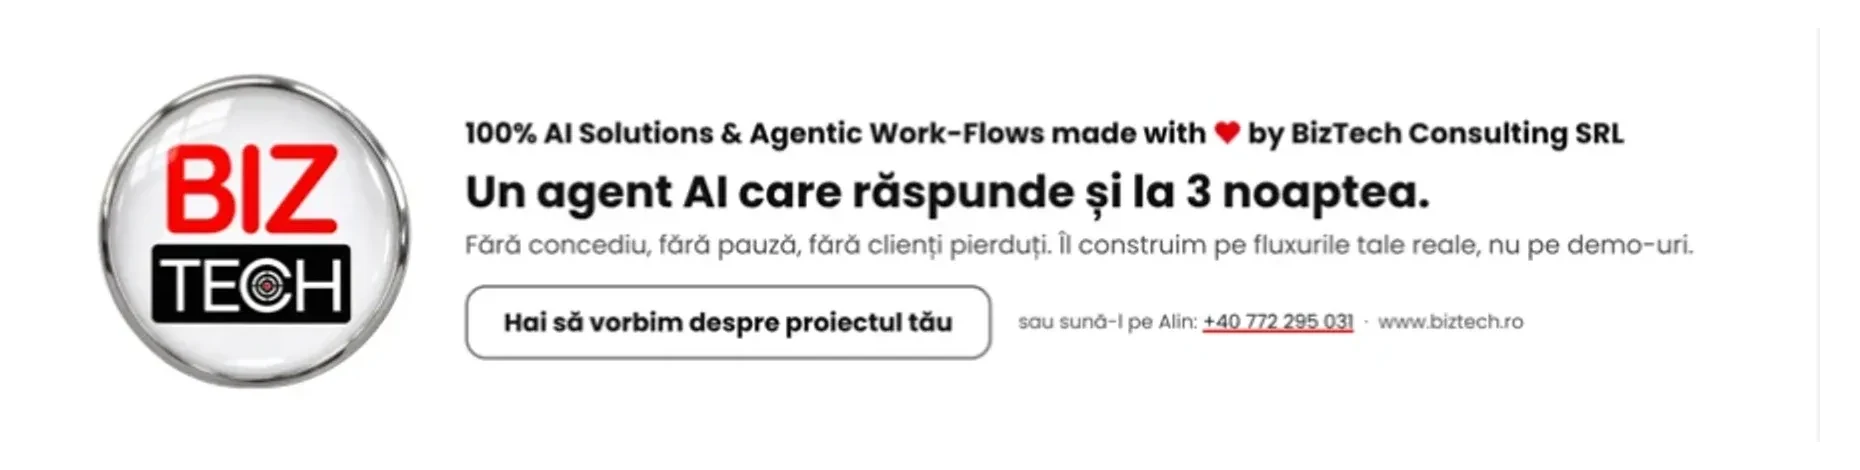 BIZ
TECH
100% AI Solutions & Agentic Work-Flows made with ❤ by BizTech Consulting SRL
Un agent AI care răspunde și la 3 noaptea.
Fără concediu, fără pauză, fără clienți pierduți. Îl construim pe fluxurile tale reale, nu pe demo-uri.
Hai să vorbim despre proiectul tău
sau sună-l pe Alin: +40 772 295 031 · www.biztech.ro